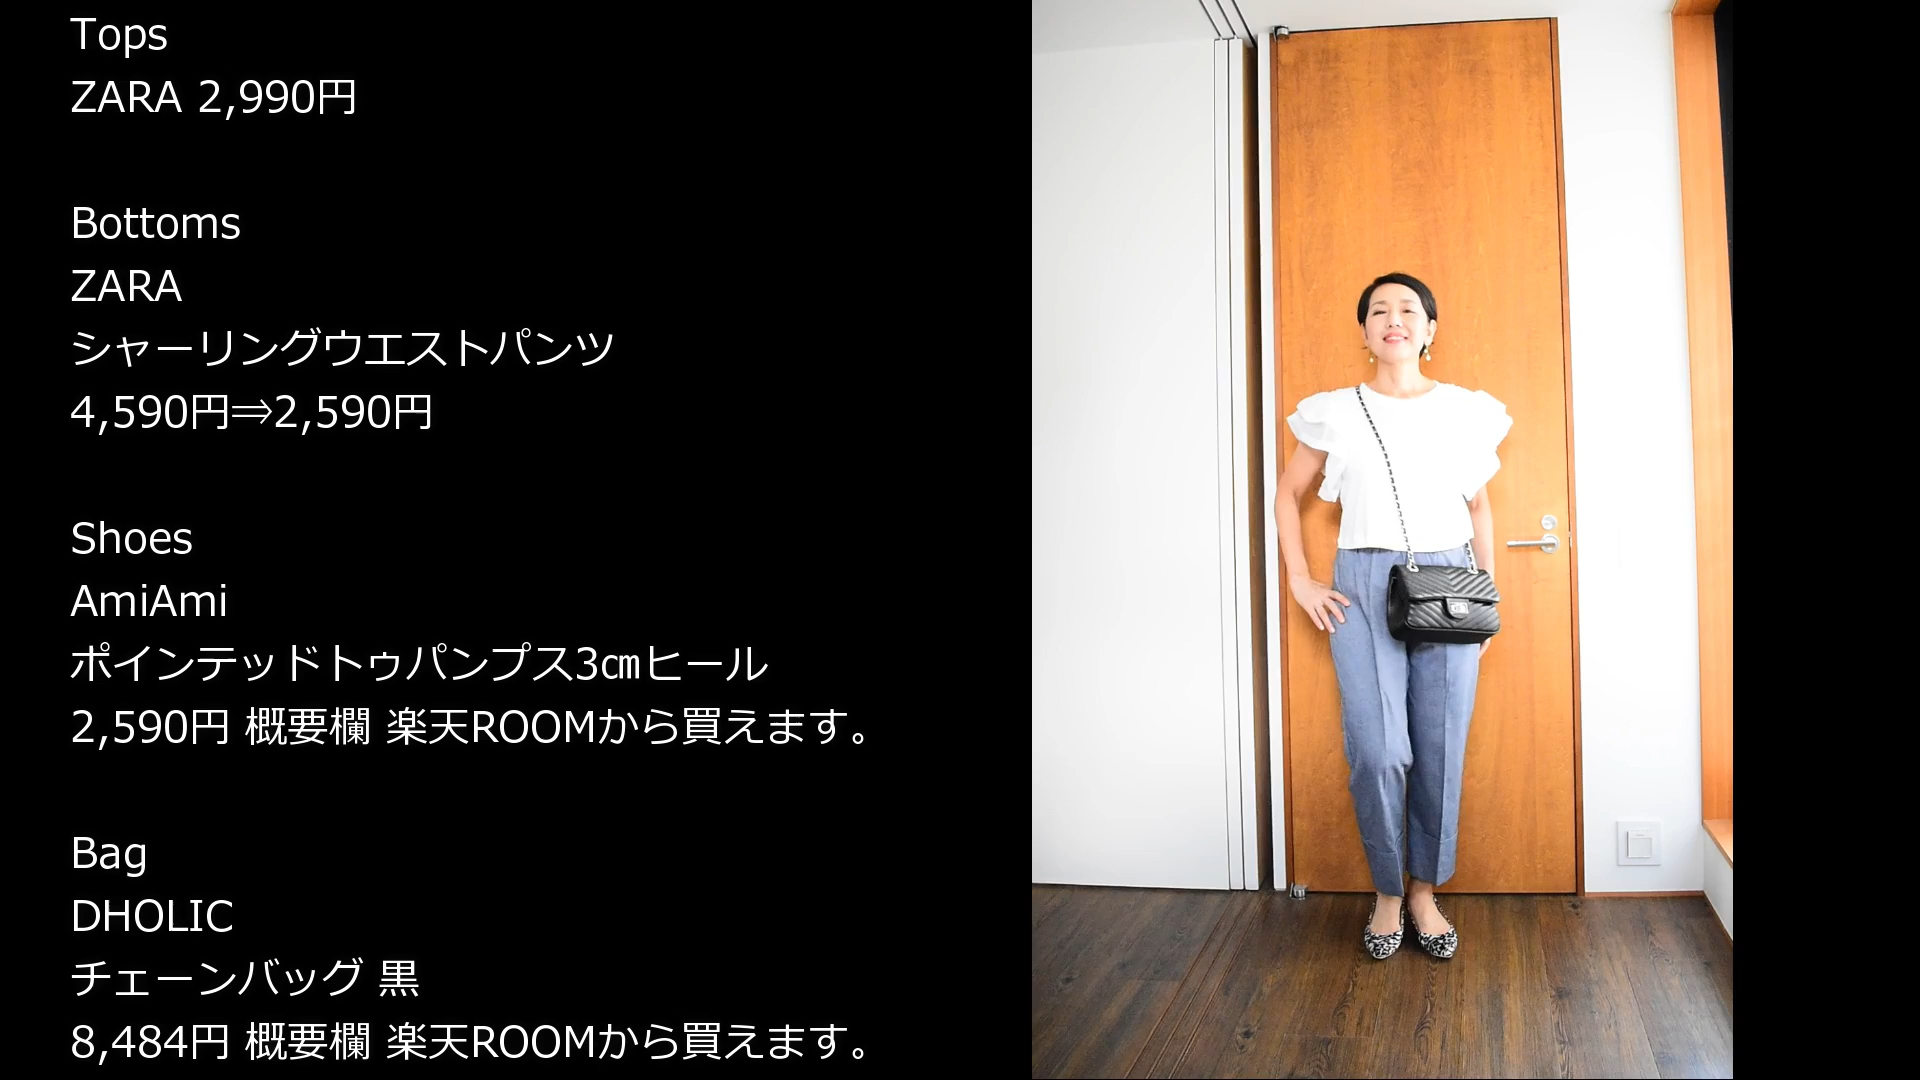 Tops
ZARA 2,990円
Bottoms
ZARA
シャーリングウエストパンツ
4,590円⇒2,590円
Shoes
AmiAmi
ポインテッドトゥパンプス3㎝ヒール
2,590円 概要欄 楽天ROOMから買えます。
Bag
DHOLIC
チェーンバッグ 黒
8,484円 概要欄 楽天ROOMから買えます。